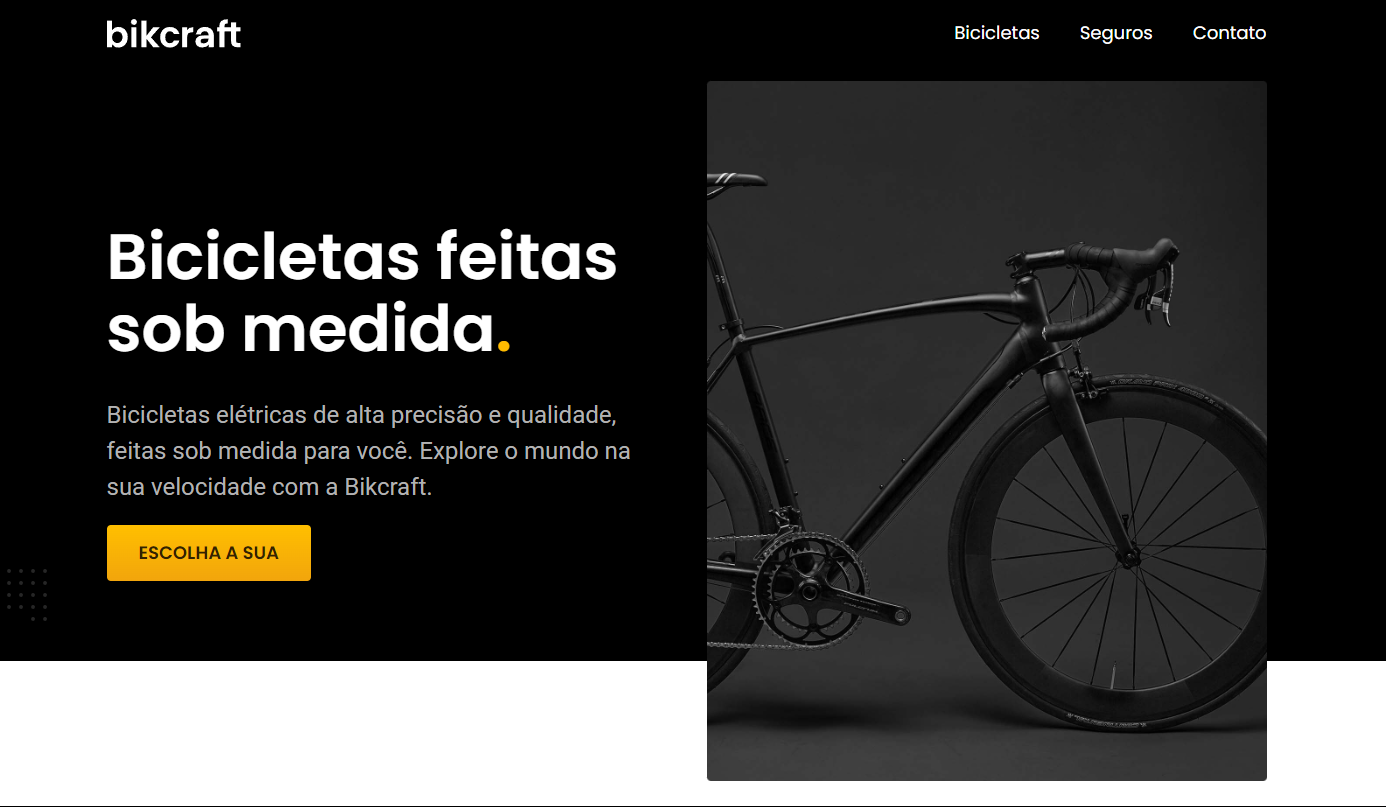 bikcraft
Bicicletas Seguros Contato
Bicicletas feitas
sob medida.
Bicicletas elétricas de alta precisão e qualidade,
feitas sob medida para você. Explore o mundo na
sua velocidade com a Bikcraft.
ESCOLHA A SUA